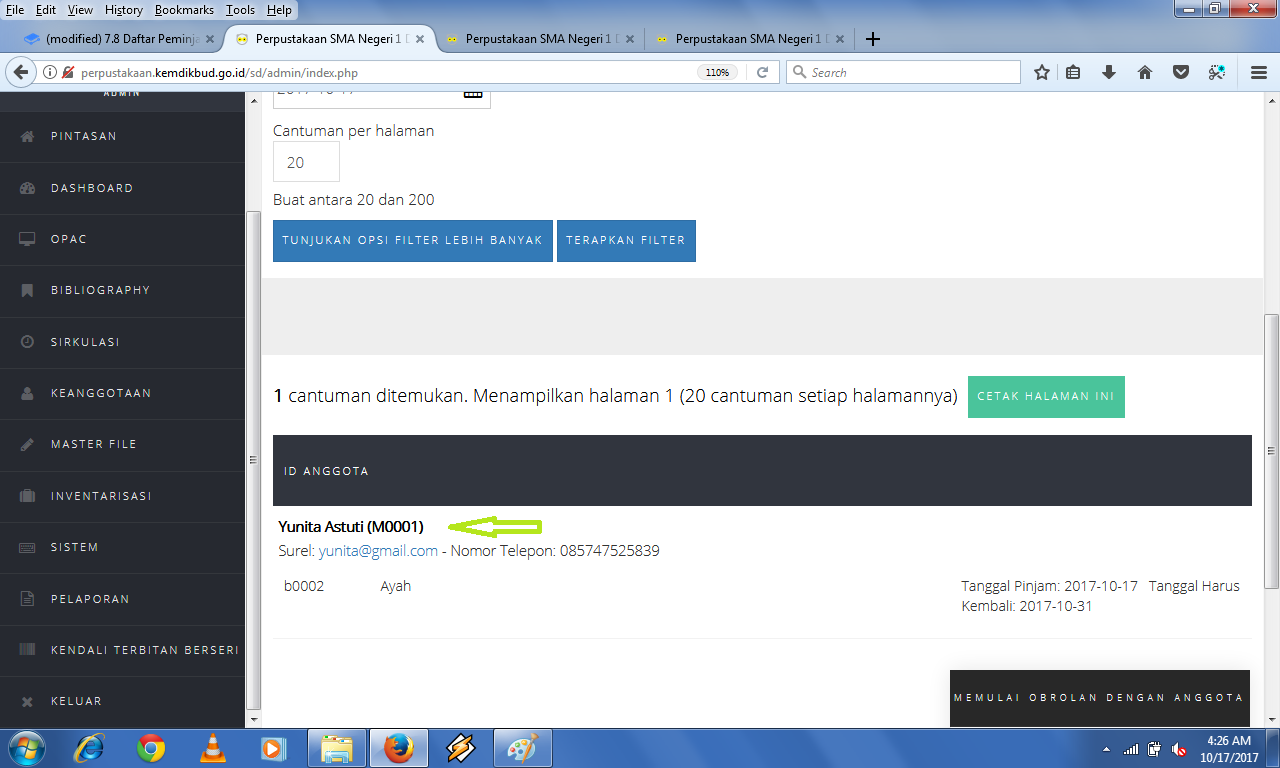 File Edit View History Bookmarks Tools Help
(modified) 7.8 Daftar Peminja
Perpustakaan SMA Negeri 1 D
Perpustakaan SMA Negeri 1 D
Perpustakaan SMA Negeri 1 D
perpustakaan.kemdikbud.go.id/sd/admin/index.php
110%
Search
ADMIN
PINTASAN
DASHBOARD
OPAC
BIBLIOGRAPHY
SIRKULASI
KEANGGOTAAN
MASTER FILE
INVENTARISASI
SISTEM
PELAPORAN
KENDALI TERBITAN BERSERI
KELUAR
2017-10-17
Cantuman per halaman
20
Buat antara 20 dan 200
TUNJUKAN OPSI FILTER LEBIH BANYAK TERAPKAN FILTER
1 cantuman ditemukan. Menampilkan halaman 1 (20 cantuman setiap halamannya) CETAK HALAMAN INI
ID ANGGOTA
Yunita Astuti (M0001)
Surel: yunita@gmail.com - Nomor Telepon: 085747525839
b0002 Ayah Tanggal Pinjam: 2017-10-17 Tanggal Harus
Kembali: 2017-10-31
MEMULAI OBROLAN DENGAN ANGGOTA
4:26 AM
10/17/2017